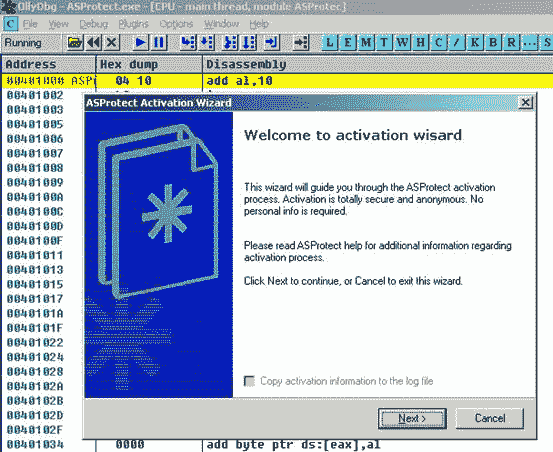 OllyDbg - ASProtect.exe - [CPU - main thread, module ASProtec]
C File View Debug Plugins Options Window Help
Running L E M T W H C / K B R ... S
Address Hex dump Disassembly
00401000 ASP 04 10 add al,10
00401002
00401003
00401005
00401006
00401007
00401008
00401009
0040100A
0040100C
0040100D
0040100F
00401011
00401013
00401015
00401017
0040101A
0040101F
00401022
00401024
00401028
0040102A
0040102B
0040102D
0040102F
00401034 0000 add byte ptr ds:[eax],al
ASProtect Activation Wizard
Welcome to activation wisard
This wizard will guide you through the ASProtect activation
process. Activation is totally secure and anonymous. No
personal info is required.
Please read ASProtect help for additional information regarding
activation process.
Click Next to continue, or Cancel to exit this wizard.
Copy activation information to the log file
Next > Cancel